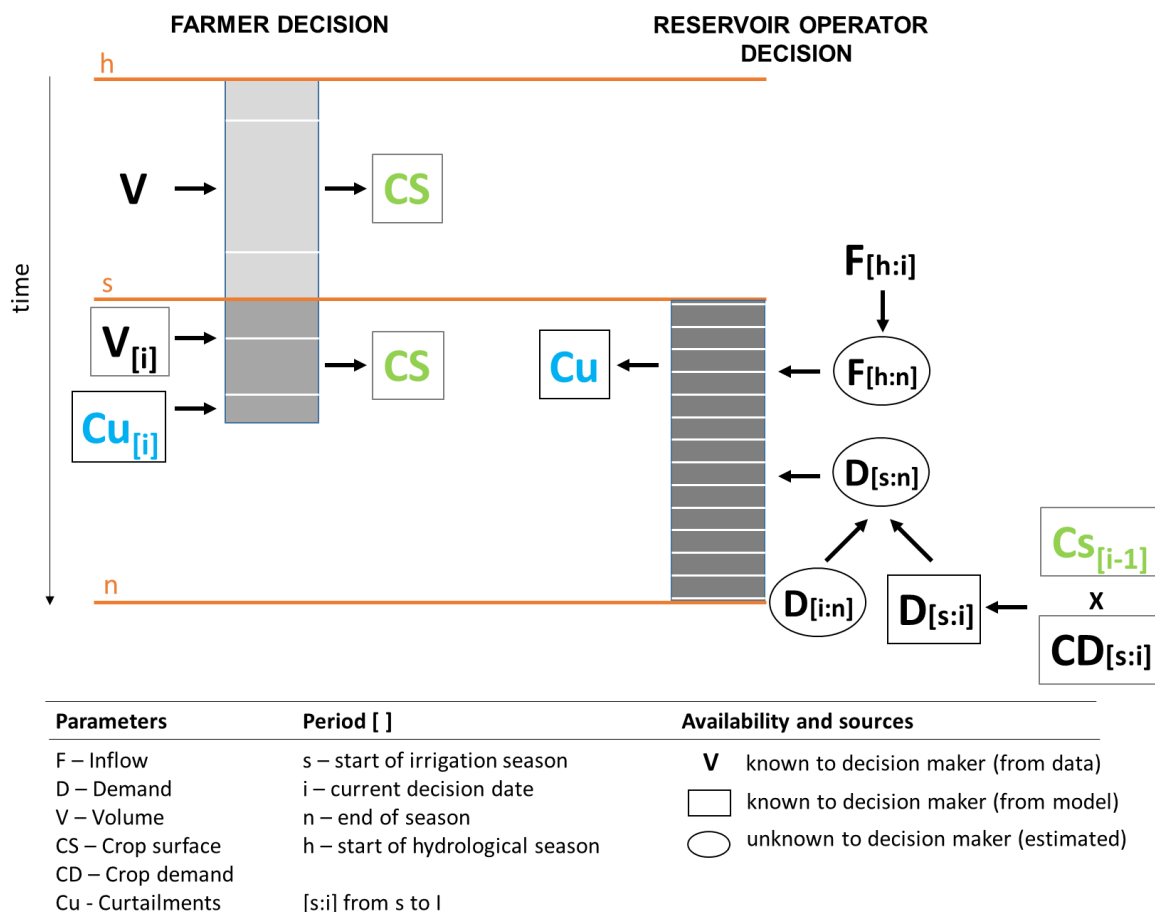 FARMER DECISION
RESERVOIR OPERATOR
DECISION
h
V
CS
time
s
F[h:i]
V[i]
CS
Cu
F[h:n]
Cu[i]
D[s:n]
Cs[i-1]
n
D[i:n]
D[s:i]
X
CD[s:i]
Parameters
Period [ ]
Availability and sources
F – Inflow
s – start of irrigation season
V known to decision maker (from data)
D – Demand
i – current decision date
V – Volume
n – end of season
known to decision maker (from model)
CS – Crop surface
h – start of hydrological season
unknown to decision maker (estimated)
CD – Crop demand
Cu - Curtailments
[s:i] from s to I